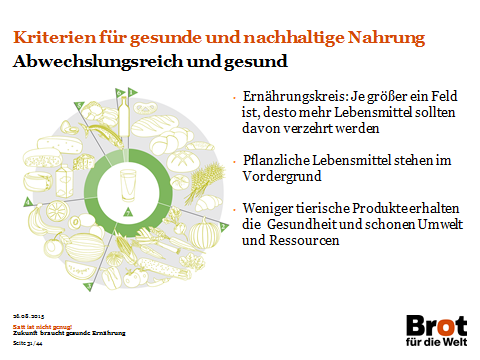 Kriterien für gesunde und nachhaltige Nahrung
Abwechslungsreich und gesund
Ernährungskreis: Je größer ein Feld
ist, desto mehr Lebensmittel sollten
davon verzehrt werden
Pflanzliche Lebensmittel stehen im
Vordergrund
Weniger tierische Produkte erhalten
die Gesundheit und schonen Umwelt
und Ressourcen
26.08.2015
Satt ist nicht genug!
Zukunft braucht gesunde Ernährung
Seite 31/44
Brot
für die Welt